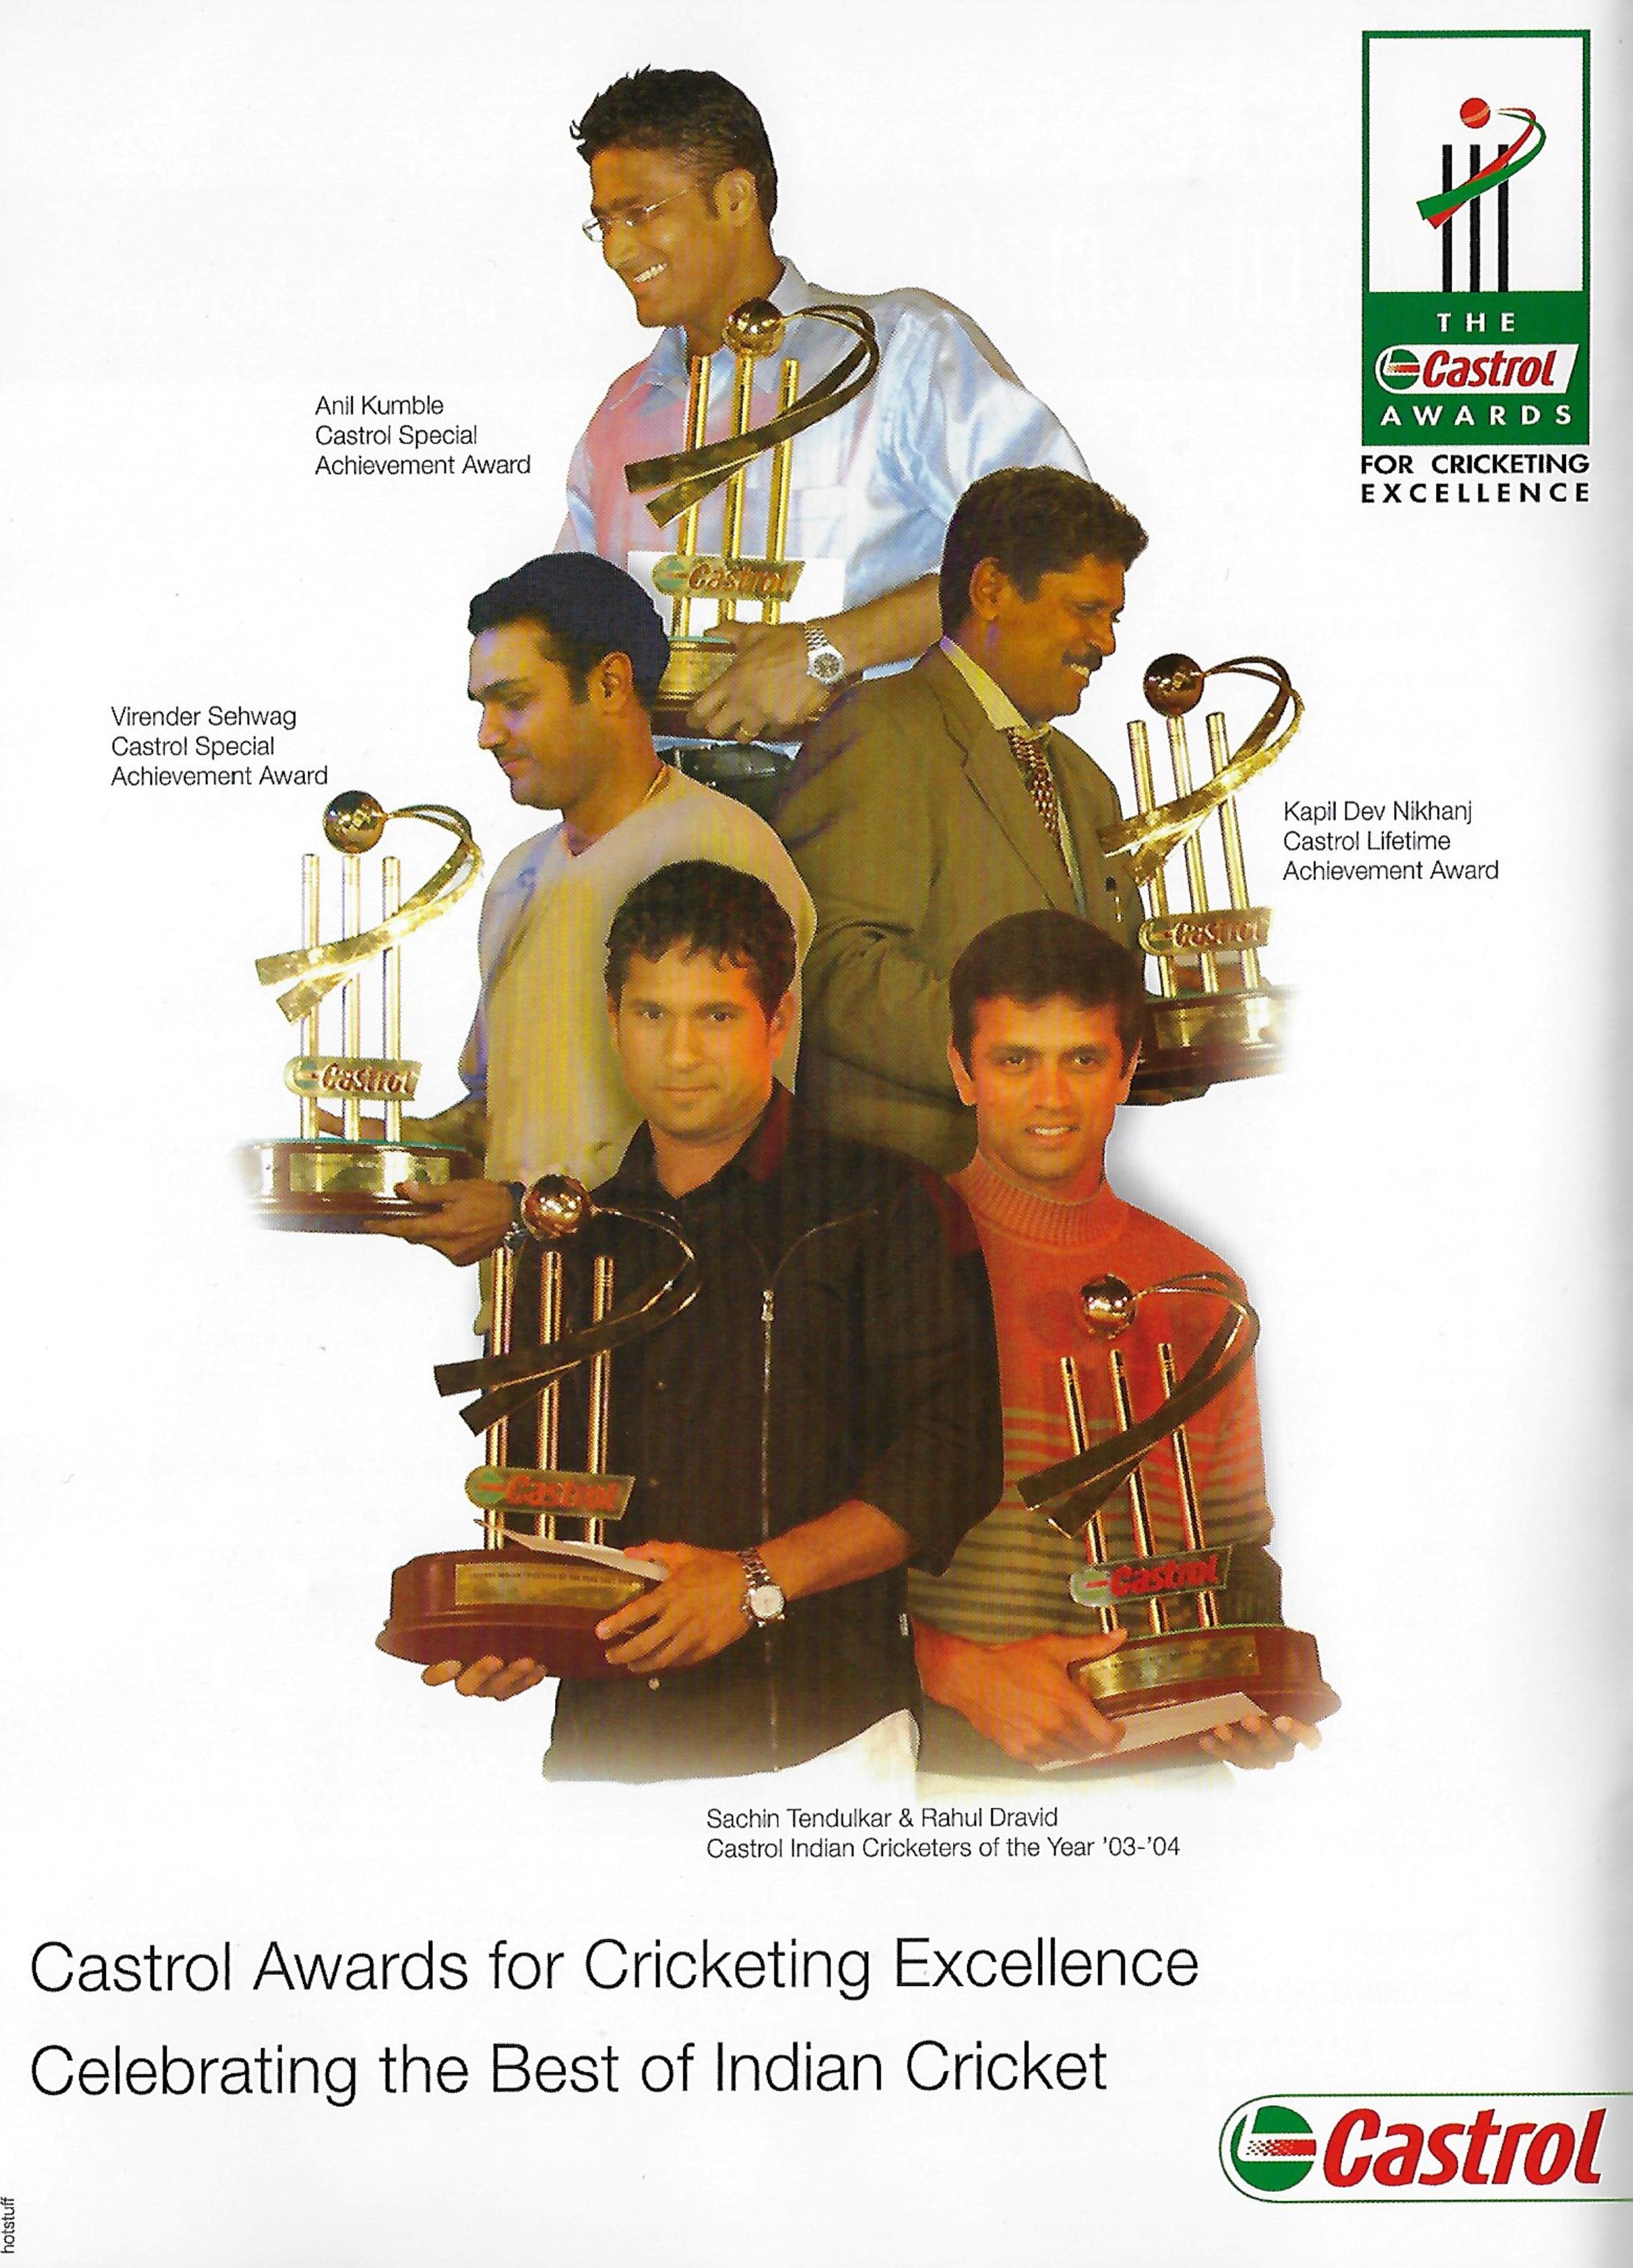 THE
Castrol
AWARDS
FOR CRICKETING
EXCELLENCE
Anil Kumble
Castrol Special
Achievement Award
Castrol
Virender Sehwag
Castrol Special
Achievement Award
Kapil Dev Nikhanj
Castrol Lifetime
Achievement Award
Castrol
Castrol
Castrol
Castrol
Sachin Tendulkar & Rahul Dravid
Castrol Indian Cricketers of the Year '03-'04
Castrol Awards for Cricketing Excellence
Celebrating the Best of Indian Cricket
Castrol
hotstuff